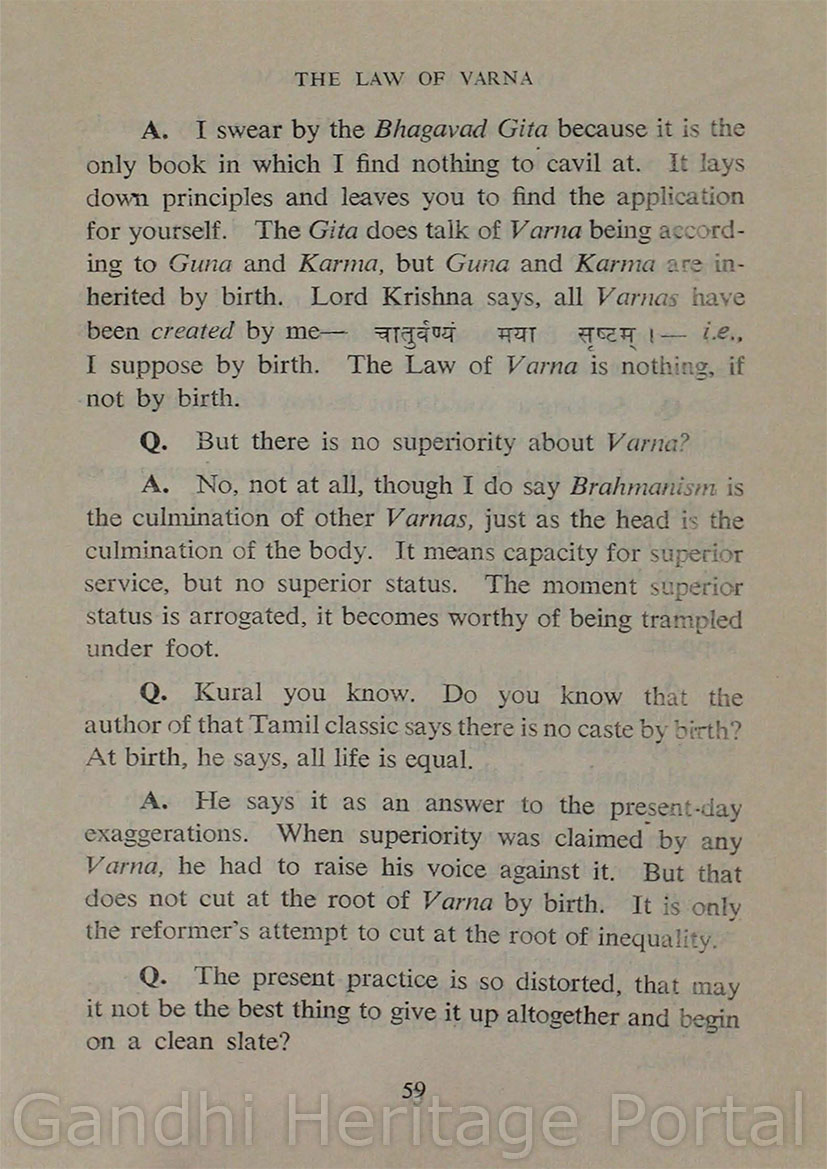 THE LAW OF VARNA
A. I swear by the Bhagavad Gita because it is the
only book in which I find nothing to cavil at. It lays
down principles and leaves you to find the application
for yourself. The Gita does talk of Varna being accord-
ing to Guna and Karma, but Guna and Karma are in-
herited by birth. Lord Krishna says, all Varnas have
been created by me— चातुर्वर्ण्यं मया सृष्टम् ।— i.e.,
I suppose by birth. The Law of Varna is nothing, if
not by birth.
Q. But there is no superiority about Varna?
A. No, not at all, though I do say Brahmanism is
the culmination of other Varnas, just as the head is the
culmination of the body. It means capacity for superior
service, but no superior status. The moment superior
status is arrogated, it becomes worthy of being trampled
under foot.
Q. Kural you know. Do you know that the
author of that Tamil classic says there is no caste by birth?
At birth, he says, all life is equal.
A. He says it as an answer to the present-day
exaggerations. When superiority was claimed by any
Varna, he had to raise his voice against it. But that
does not cut at the root of Varna by birth. It is only
the reformer's attempt to cut at the root of inequality.
Q. The present practice is so distorted, that may
it not be the best thing to give it up altogether and begin
on a clean slate?
59
Gandhi Heritage Portal